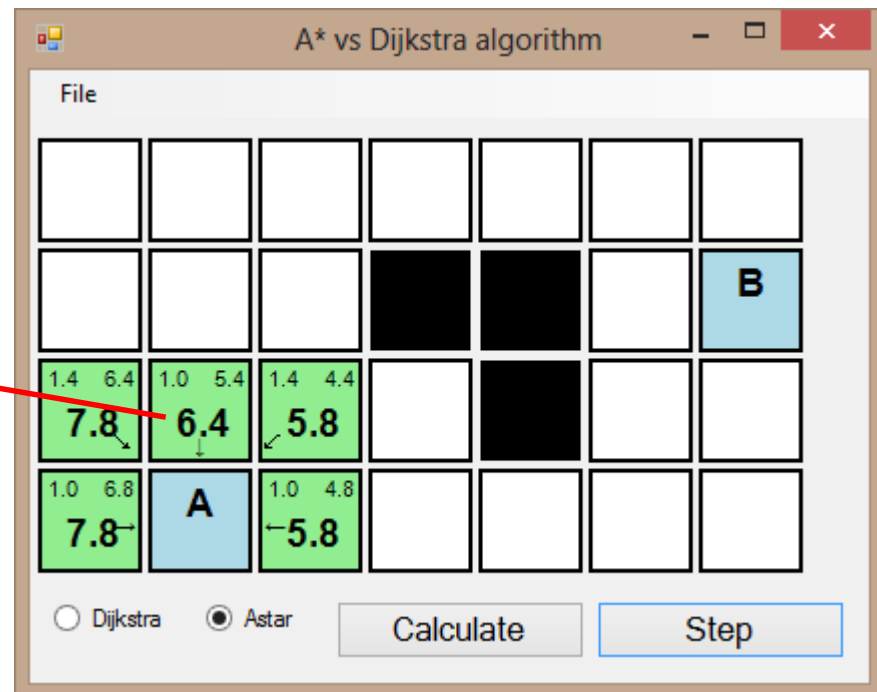 A* vs Dijkstra algorithm
File
B
1.4 6.4 1.0 5.4 1.4 4.4
7.8 6.4 5.8
1.0 6.8 A 1.0 4.8
7.8 5.8
Dijkstra Astar Calculate Step